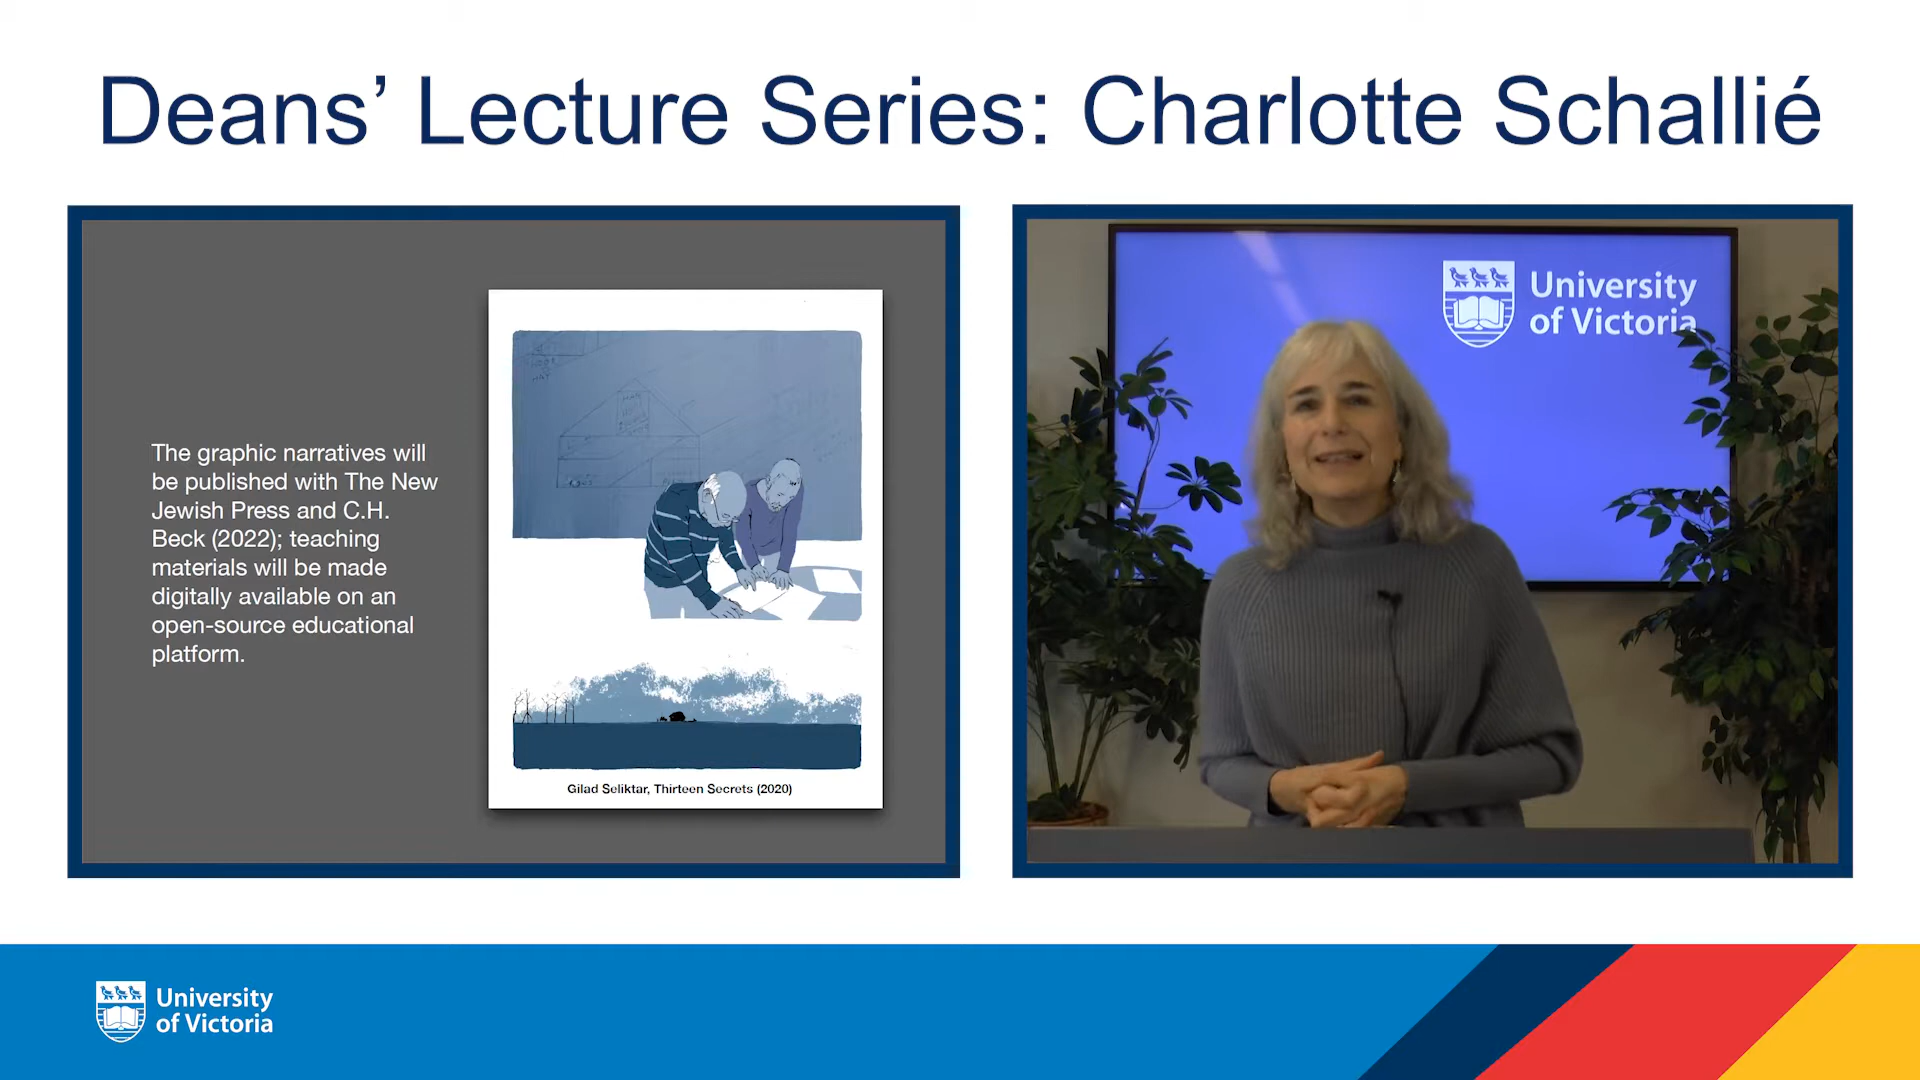 Deans’ Lecture Series: Charlotte Schallié
The graphic narratives will
be published with The New
Jewish Press and C.H.
Beck (2022); teaching
materials will be made
digitally available on an
open-source educational
platform.
Gilad Seliktar, Thirteen Secrets (2020)
University
of Victoria
University
of Victoria